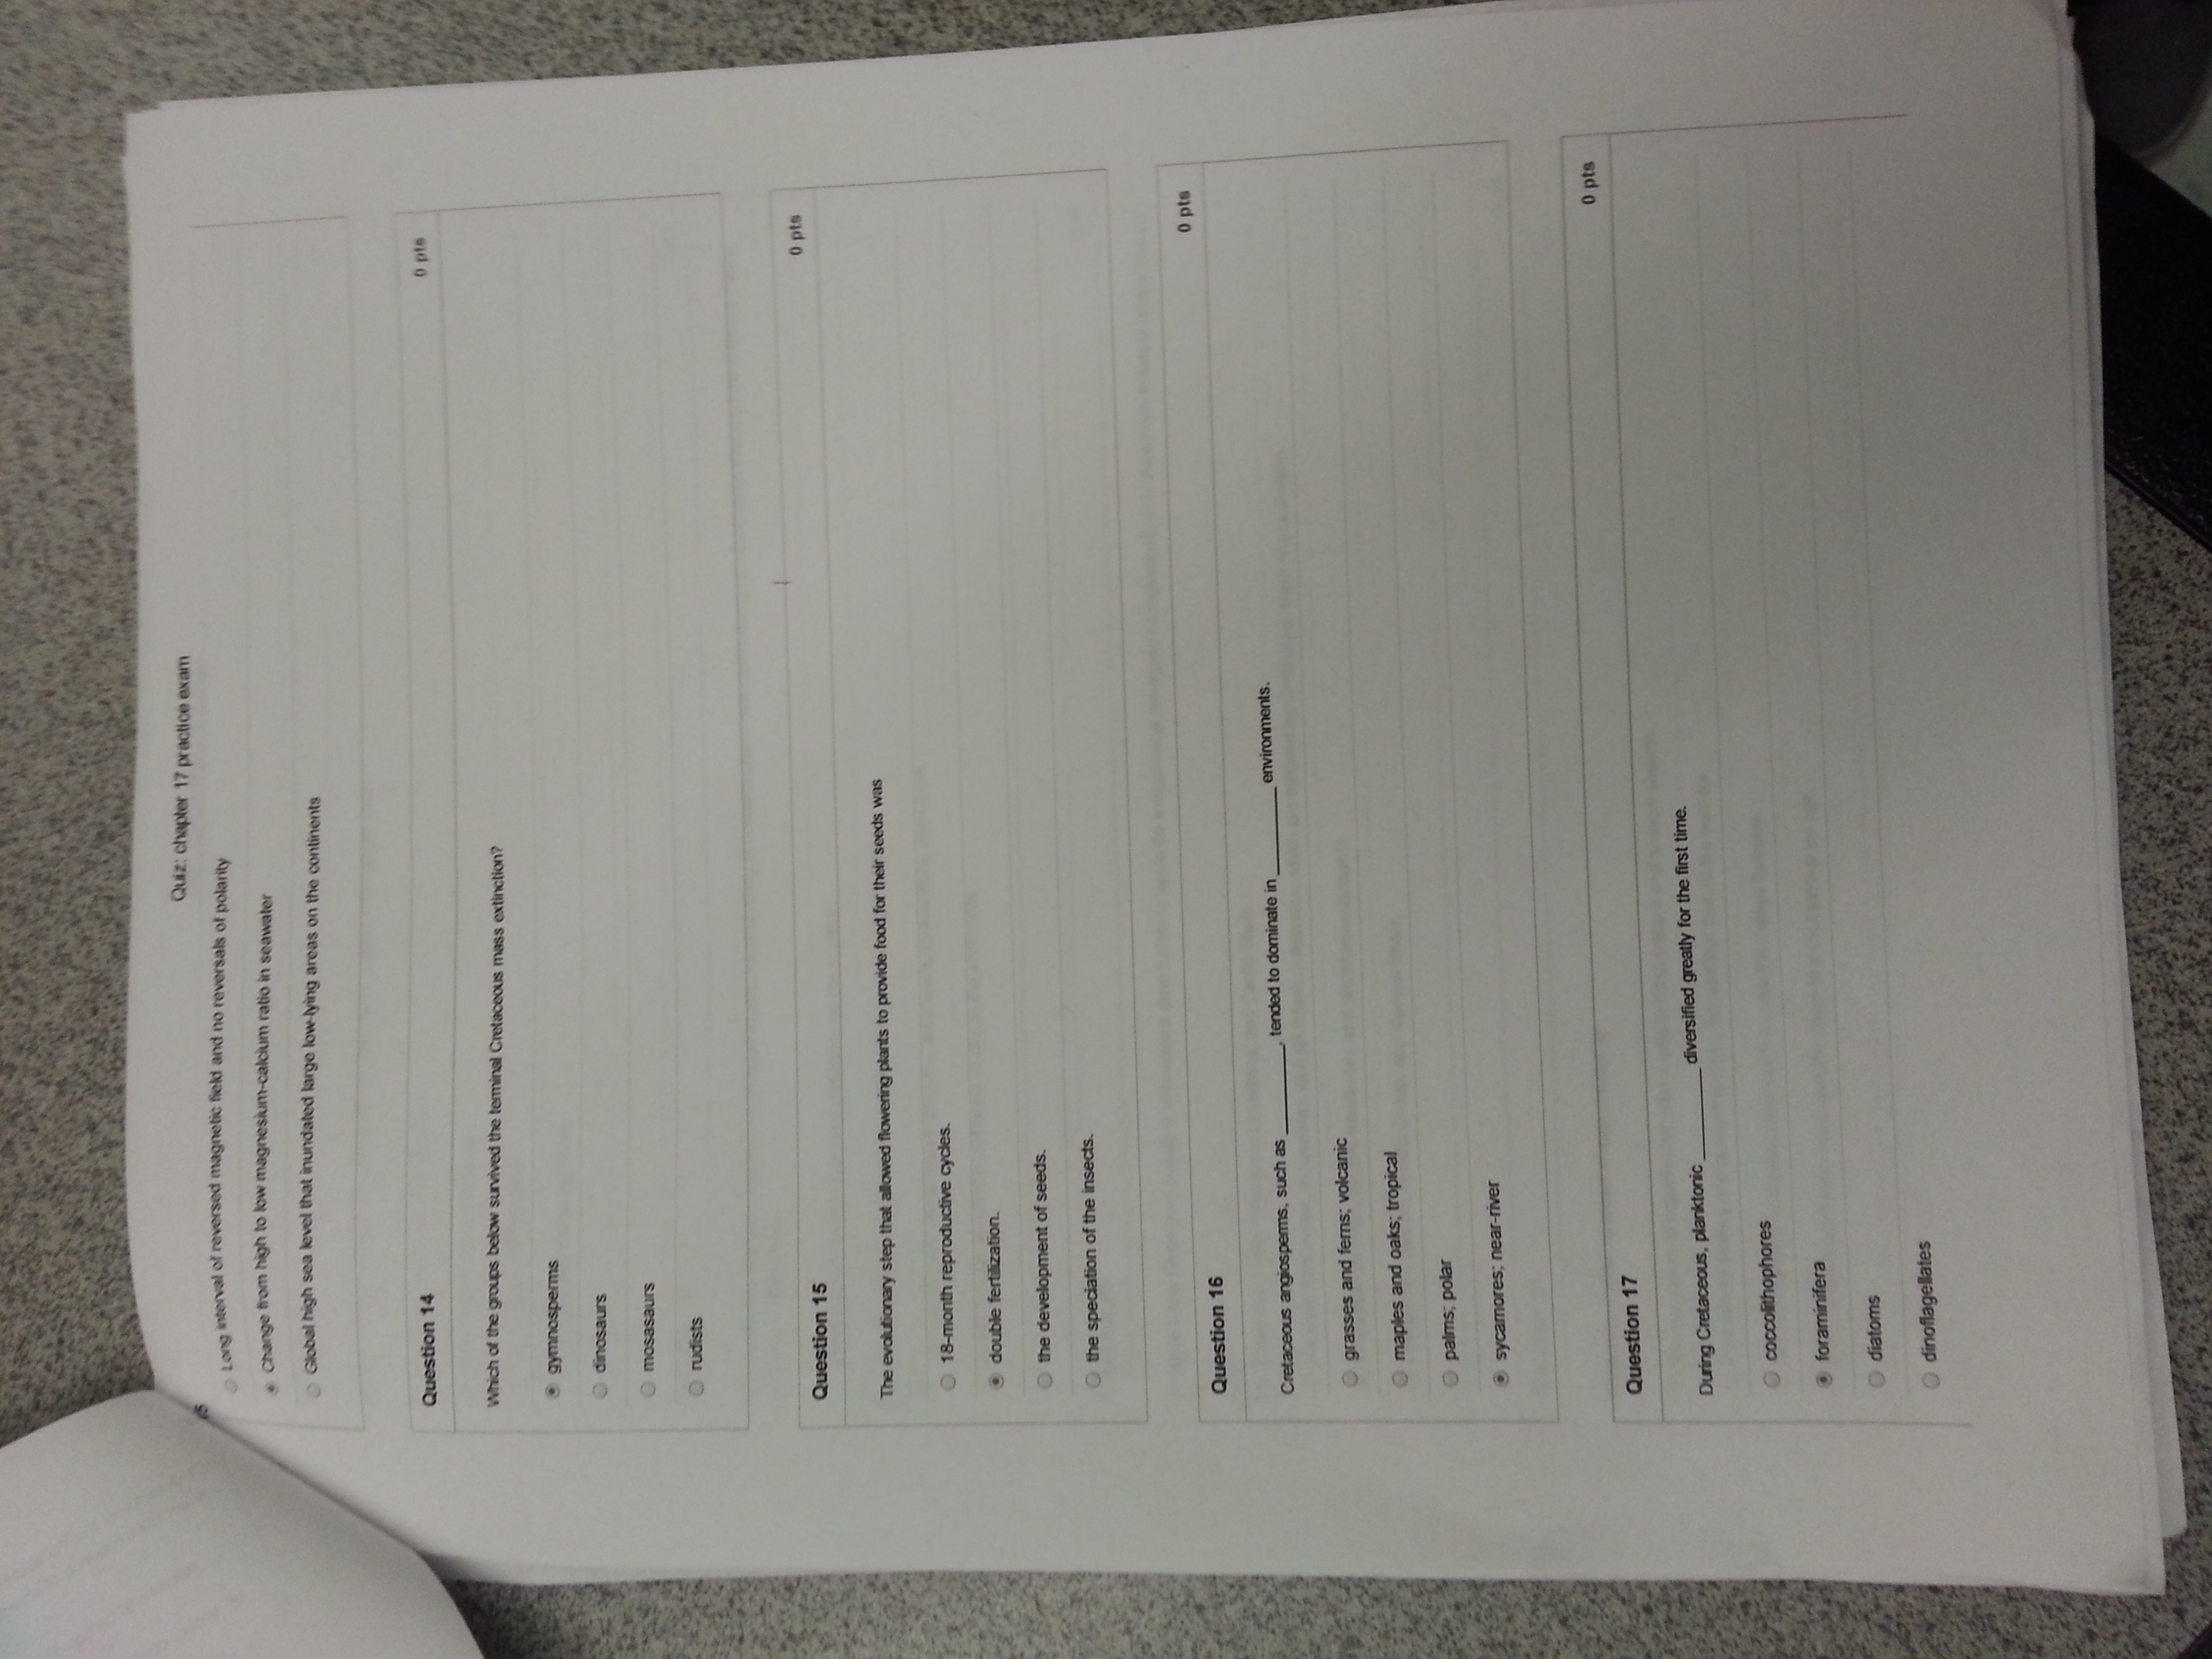 Quiz: chapter 17 practice exam
Long interval of reversed magnetic field and no reversals of polarity
Change from high to low magnesium-calcium ratio in seawater
Global high sea level that inundated large low-lying areas on the continents
Question 14 0 pts
Which of the groups below survived the terminal Cretaceous mass extinction?
gymnosperms
dinosaurs
mosasaurs
rudists
Question 15 0 pts
The evolutionary step that allowed flowering plants to provide food for their seeds was
18-month reproductive cycles.
double fertilization.
the development of seeds.
the speciation of the insects.
Question 16 0 pts
Cretaceous angiosperms, such as ________, tended to dominate in ________ environments.
grasses and ferns; volcanic
maples and oaks; tropical
palms; polar
sycamores; near-river
Question 17 0 pts
During Cretaceous, planktonic ________ diversified greatly for the first time.
coccolithophores
foraminifera
diatoms
dinoflagellates